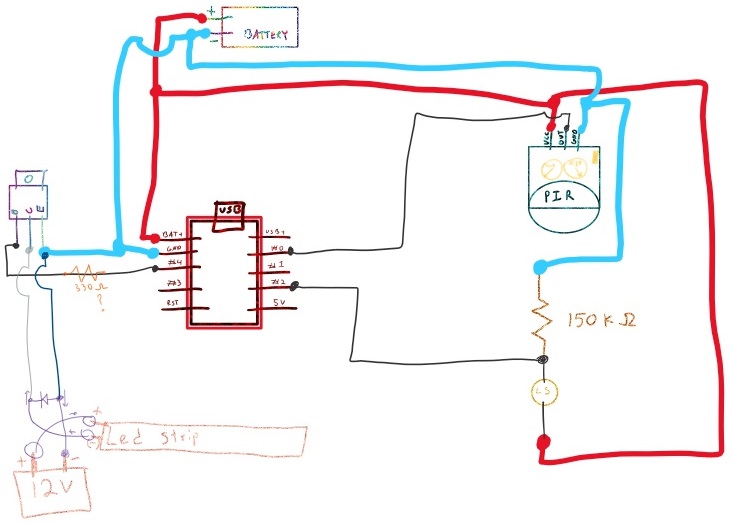 +
BATTERY
-
VCC OUT GND
PIR
O
B C E
USB
BAT+ USB+
GND #0
#4 #1
#3 #2
RST 5V
330 Ω
?
150 K Ω
LS
+
-
Led strip
+ -
12V